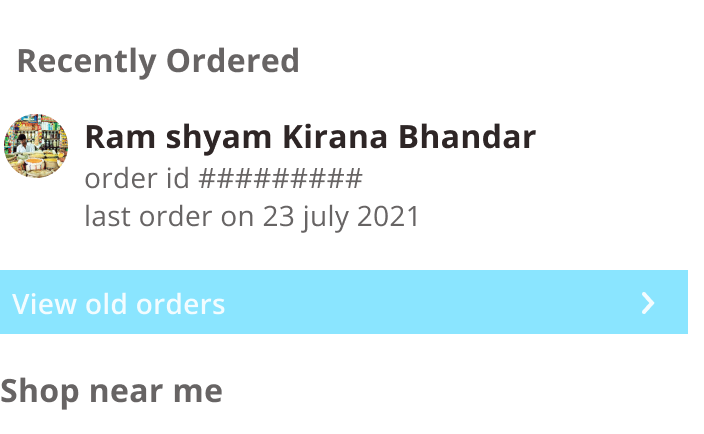 Recently Ordered
Ram shyam Kirana Bhandar
order id #########
last order on 23 july 2021
View old orders
Shop near me